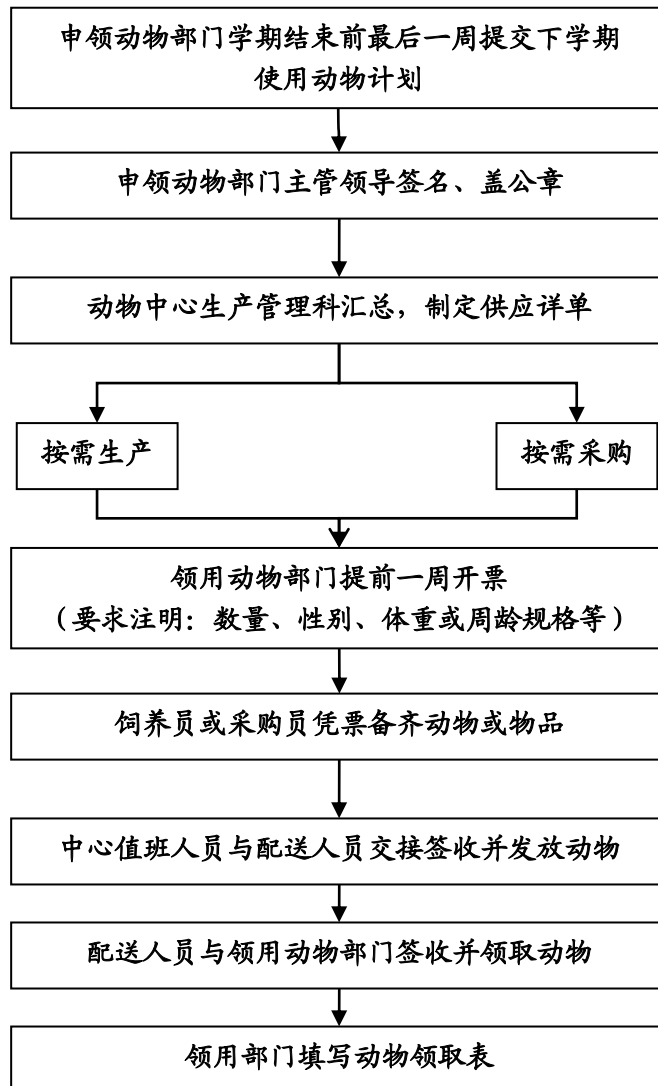 申领动物部门学期结束前最后一周提交下学期
使用动物计划
申领动物部门主管领导签名、盖公章
动物中心生产管理科汇总，制定供应详单
按需生产
按需采购
领用动物部门提前一周开票
（要求注明：数量、性别、体重或周龄规格等）
饲养员或采购员凭票备齐动物或物品
中心值班人员与配送人员交接签收并发放动物
配送人员与领用动物部门签收并领取动物
领用部门填写动物领取表